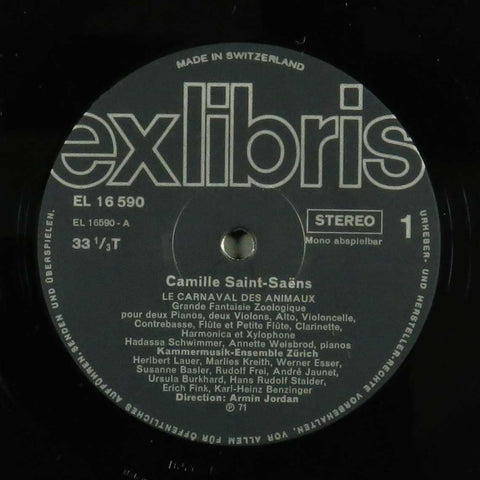 MADE IN SWITZERLAND
exlibris
EL 16 590
EL 16590 - A
33 1/3 T
STEREO
Mono abspielbar
1
Camille Saint-Saëns
LE CARNAVAL DES ANIMAUX
Grande Fantaisie Zoologique
pour deux Pianos, deux Violons, Alto, Violoncelle,
Contrebasse, Flûte et Petite Flûte, Clarinette,
Harmonica et Xylophone
Hadassa Schwimmer, Annette Weisbrod, pianos
Kammermusik-Ensemble Zürich
Heribert Lauer, Marlies Kreith, Werner Esser,
Susanne Basler, Rudolf Frei, André Jaunet,
Ursula Burkhard, Hans Rudolf Stalder,
Erich Fink, Karl-Heinz Benzinger
Direction: Armin Jordan
℗ 71
URHEBER- UND HERSTELLER-RECHTE VORBEHALTEN, VOR ALLEM FÜR ÖFFENTLICHES AUFFÜHREN, SENDEN UND ÜBERSPIELEN.